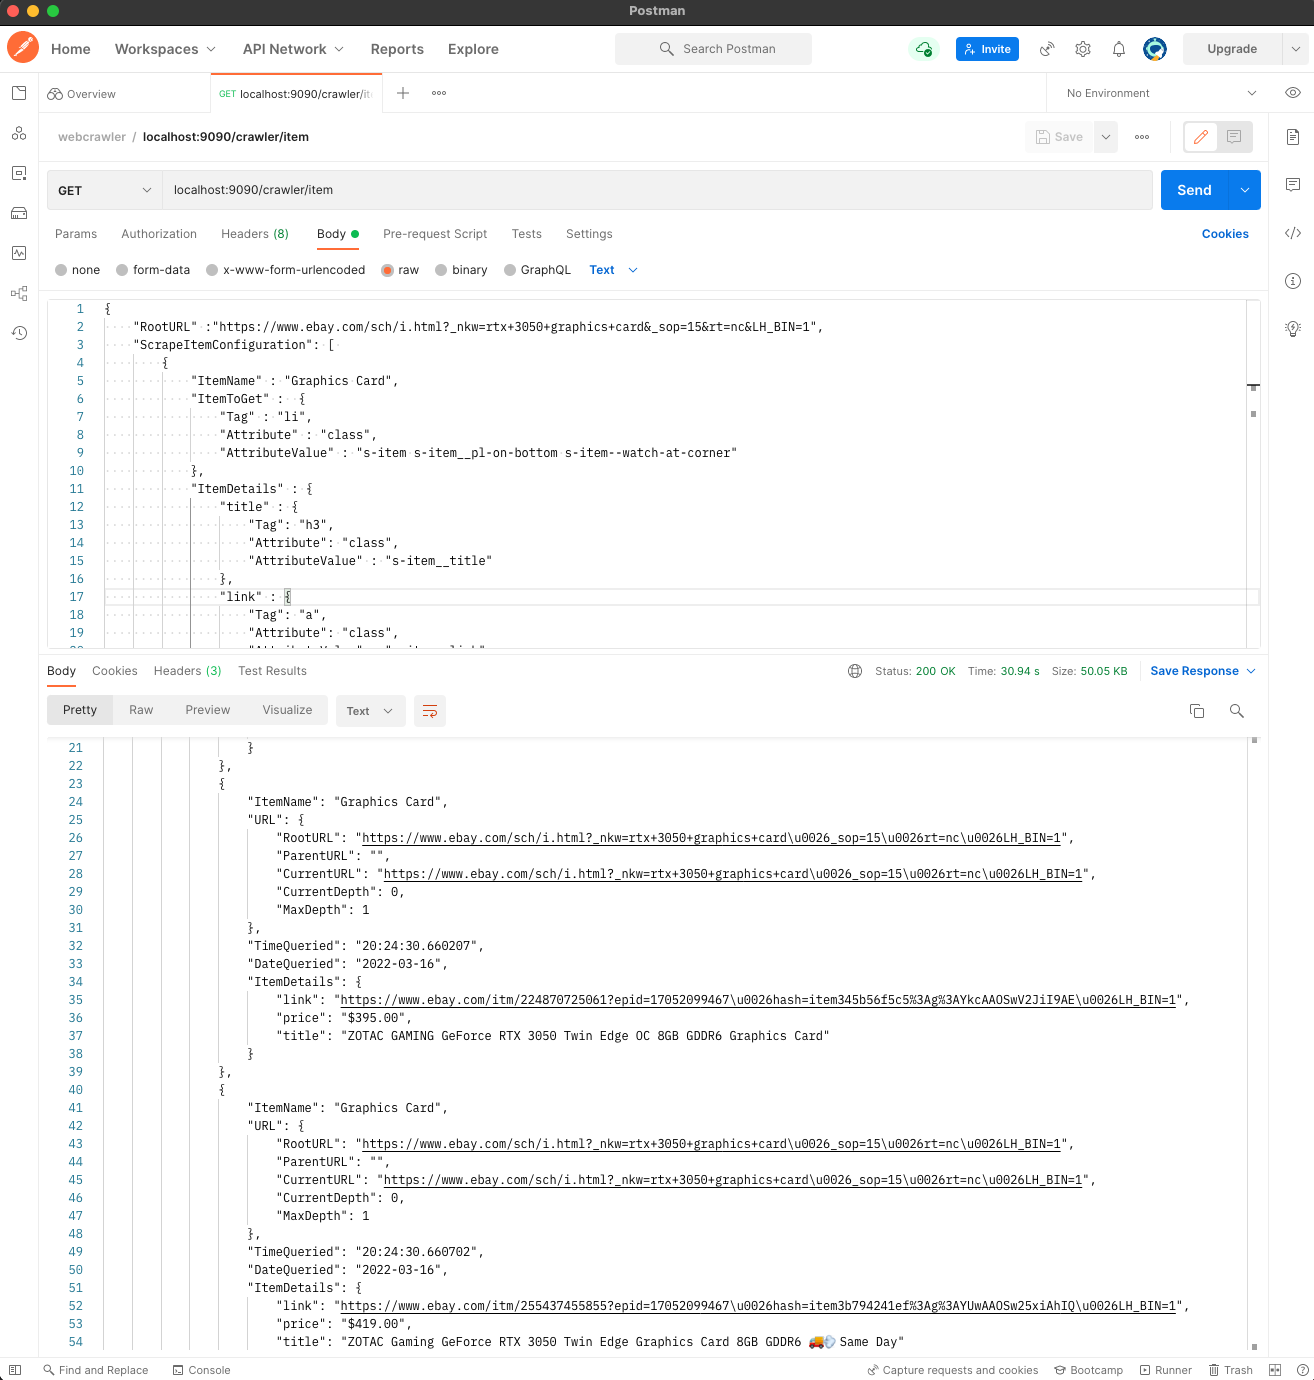 Postman
Home Workspaces API Network Reports Explore Search Postman Invite Upgrade
Overview GET localhost:9090/crawler/ite No Environment
webcrawler / localhost:9090/crawler/item Save
GET localhost:9090/crawler/item Send
Params Authorization Headers (8) Body Pre-request Script Tests Settings Cookies
none form-data x-www-form-urlencoded raw binary GraphQL Text
1 {
2 "RootURL" :"https://www.ebay.com/sch/i.html?_nkw=rtx+3050+graphics+card&_sop=15&rt=nc&LH_BIN=1",
3 "ScrapeItemConfiguration": [
4 {
5 "ItemName" : "Graphics Card",
6 "ItemToGet" :  {
7 "Tag" : "li",
8 "Attribute" : "class",
9 "AttributeValue" : "s-item s-item__pl-on-bottom s-item--watch-at-corner"
10 },
11 "ItemDetails" : {
12 "title" : {
13 "Tag": "h3",
14 "Attribute": "class",
15 "AttributeValue" : "s-item__title"
16 },
17 "link" : {
18 "Tag": "a",
19 "Attribute": "class",
Body Cookies Headers (3) Test Results Status: 200 OK Time: 30.94 s Size: 50.05 KB Save Response
Pretty Raw Preview Visualize Text
21 }
22 },
23 {
24 "ItemName": "Graphics Card",
25 "URL": {
26 "RootURL": "https://www.ebay.com/sch/i.html?_nkw=rtx+3050+graphics+card\u0026_sop=15\u0026rt=nc\u0026LH_BIN=1",
27 "ParentURL": "",
28 "CurrentURL": "https://www.ebay.com/sch/i.html?_nkw=rtx+3050+graphics+card\u0026_sop=15\u0026rt=nc\u0026LH_BIN=1",
29 "CurrentDepth": 0,
30 "MaxDepth": 1
31 },
32 "TimeQueried": "20:24:30.660207",
33 "DateQueried": "2022-03-16",
34 "ItemDetails": {
35 "link": "https://www.ebay.com/itm/224870725061?epid=17052099467\u0026hash=item345b56f5c5%3Ag%3AYkcAAOSwV2JiI9AE\u0026LH_BIN=1",
36 "price": "$395.00",
37 "title": "ZOTAC GAMING GeForce RTX 3050 Twin Edge OC 8GB GDDR6 Graphics Card"
38 }
39 },
40 {
41 "ItemName": "Graphics Card",
42 "URL": {
43 "RootURL": "https://www.ebay.com/sch/i.html?_nkw=rtx+3050+graphics+card\u0026_sop=15\u0026rt=nc\u0026LH_BIN=1",
44 "ParentURL": "",
45 "CurrentURL": "https://www.ebay.com/sch/i.html?_nkw=rtx+3050+graphics+card\u0026_sop=15\u0026rt=nc\u0026LH_BIN=1",
46 "CurrentDepth": 0,
47 "MaxDepth": 1
48 },
49 "TimeQueried": "20:24:30.660702",
50 "DateQueried": "2022-03-16",
51 "ItemDetails": {
52 "link": "https://www.ebay.com/itm/255437455855?epid=17052099467\u0026hash=item3b794241ef%3Ag%3AYUwAAOSw25xiAhIQ\u0026LH_BIN=1",
53 "price": "$419.00",
54 "title": "ZOTAC Gaming GeForce RTX 3050 Twin Edge Graphics Card 8GB GDDR6 🚚💨 Same Day"
Find and Replace Console Capture requests and cookies Bootcamp Runner Trash